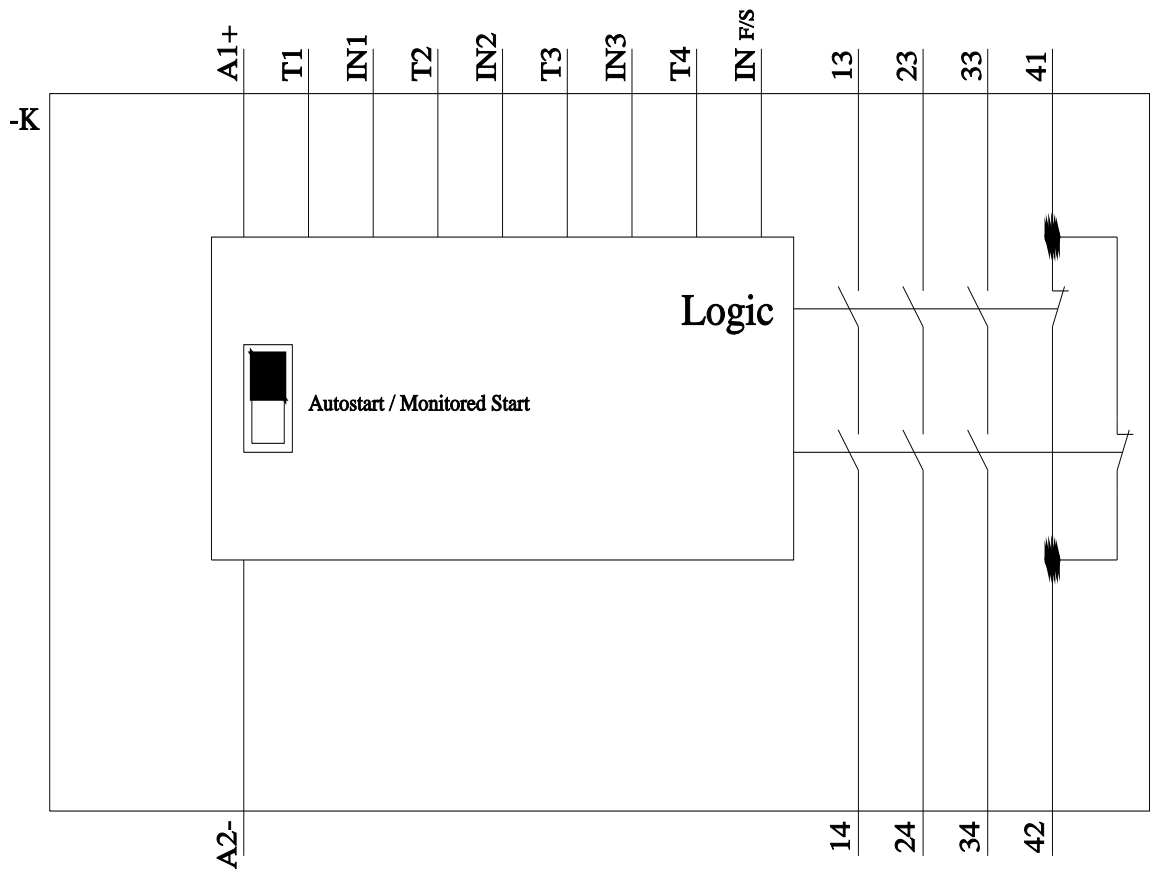 A1+
T1
IN1
T2
IN2
T3
IN3
T4
IN F/S
13
23
33
41
-K
Logic
Autostart / Monitored Start
A2-
14
24
34
42